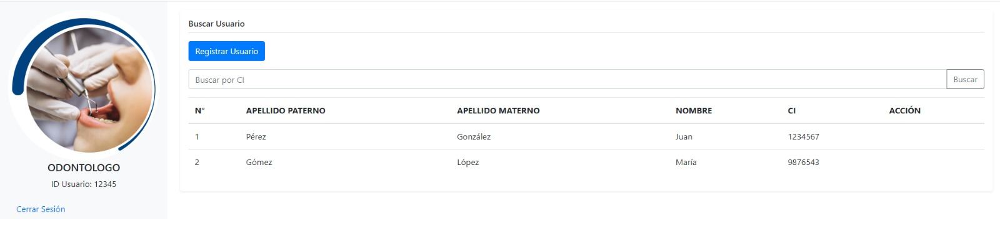 ODONTOLOGO
ID Usuario: 12345
Cerrar Sesión
Buscar Usuario
Registrar Usuario
Buscar por CI Buscar
N° APELLIDO PATERNO APELLIDO MATERNO NOMBRE CI ACCIÓN
1 Pérez González Juan 1234567
2 Gómez López María 9876543